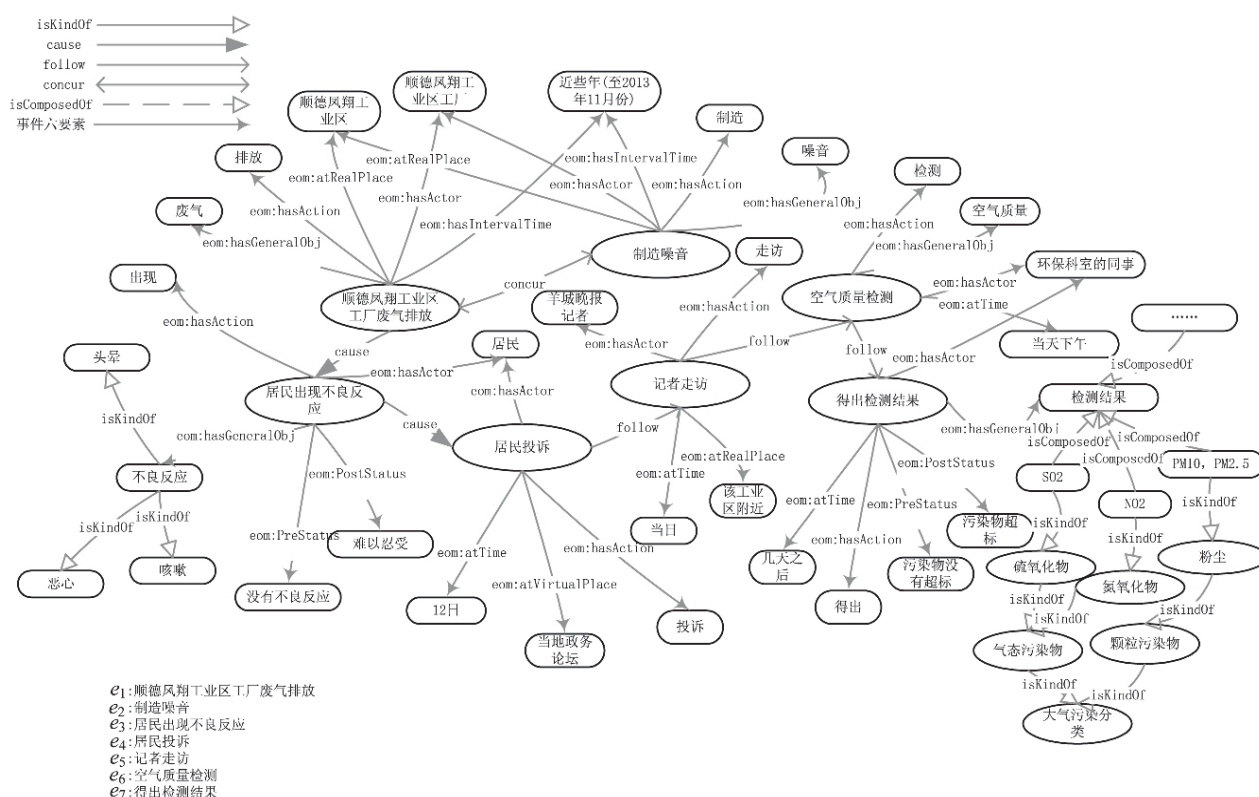 isKindOf
cause
follow
concur
isComposedOf
事件六要素
顺德凤翔工
业区
顺德凤翔工
业区工厂
近些年(至2013
年11月份)
制造
排放
噪音
检测
废气
空气质量
eom:atRealPlace
eom:hasIntervalTime
eom:atRealPlace
eom:hasActor
eom:hasAction
eom:hasActor
eom:hasAction
eom:hasGeneralObj
eom:hasIntervalTime
eom:hasGeneralObj
eom:hasAction
eom:hasGeneralObj
制造噪音
走访
出现
环保科室的同事
concur
空气质量检测
eom:hasActor
eom:atTime
顺德凤翔工业区
工厂废气排放
羊城晚报
记者
eom:hasAction
……
eom:hasAction
cause
居民
eom:hasActor
follow
follow
当天下午
头晕
eom:hasActor
eom:hasActor
isComposedOf
居民出现不良反
应
记者走访
得出检测结果
检测结果
isKindOf
eom:hasActor
eom:hasGeneralObj
cause
follow
eom:hasGeneralObj
isComposedOf
isComposedOf
isComposedOf
居民投诉
eom:atRealPlace
eom:PostStatus
eom:PostStatus
PM10, PM2.5
不良反应
eom:atTime
eom:atTime
SO2
该工业
区附近
eom:PreStatus
NO2
isKindOf
isKindOf
isKindOf
当日
污染物超
标
isKindOf
eom:PreStatus
难以忍受
eom:hasAction
isKindOf
eom:atTime
eom:hasAction
几天之
后
粉尘
恶心
咳嗽
硫氧化物
污染物没
有超标
氮氧化物
eom:atVirtualPlace
没有不良反应
12日
得出
isKindOf
isKindOf
isKindOf
投诉
当地政务
论坛
气态污染物
颗粒污染物
isKindOf
isKindOf
大气污染分
类
e1:顺德凤翔工业区工厂废气排放
e2:制造噪音
e3:居民出现不良反应
e4:居民投诉
e5:记者走访
e6:空气质量检测
e7:得出检测结果